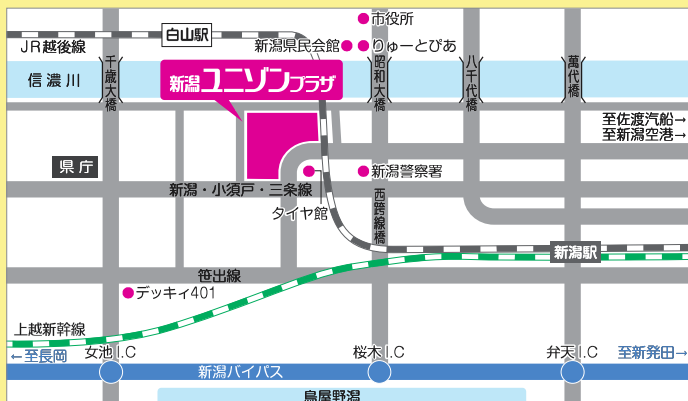 市役所
白山駅
JR越後線
新潟県民会館
りゅーとぴあ
信濃川
千歳大橋
新潟ユニゾンプラザ
昭和大橋
八千代橋
萬代橋
至佐渡汽船→
至新潟空港→
県庁
新潟警察署
新潟・小須戸・三条線
タイヤ館
西跨線橋
新潟駅
笹出線
デッキィ401
上越新幹線
←至長岡
女池I.C
桜木I.C
弁天I.C
至新発田→
新潟バイパス
鳥屋野潟